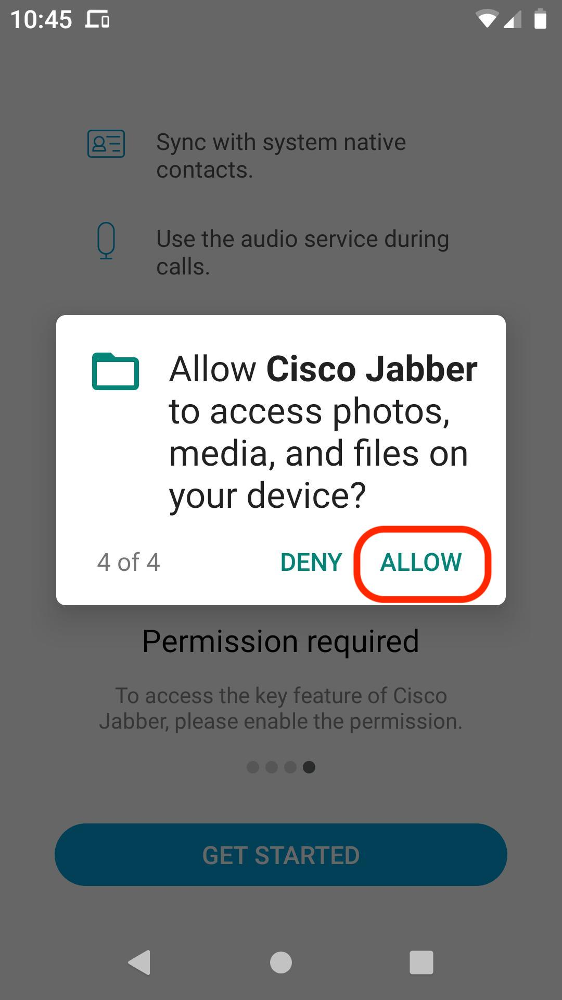 10:45
Sync with system native
contacts.
Use the audio service during
calls.
Allow Cisco Jabber
to access photos,
media, and files on
your device?
4 of 4
DENY
ALLOW
Permission required
To access the key feature of Cisco
Jabber, please enable the permission.
GET STARTED